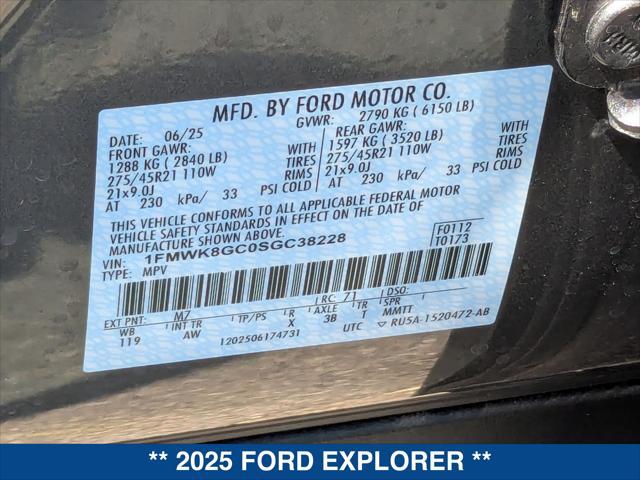 MFD. BY FORD MOTOR CO.
DATE: 06/25 GVWR: 2790 KG ( 6150 LB)
FRONT GAWR: WITH REAR GAWR: WITH
1288 KG ( 2840 LB) TIRES 1597 KG ( 3520 LB) TIRES
275/45R21 110W RIMS 275/45R21 110W RIMS
21x9.0J 21x9.0J
AT 230 kPa/ 33 PSI COLD AT 230 kPa/ 33 PSI COLD
THIS VEHICLE CONFORMS TO ALL APPLICABLE FEDERAL MOTOR
VEHICLE SAFETY STANDARDS IN EFFECT ON THE DATE OF
MANUFACTURE SHOWN ABOVE.
VIN: 1FMWK8GC0SGC38228 F0112
TYPE: MPV T0173
EXT PNT: M7 RC: 71 DSO:
WB INT TR TP/PS R AXLE TR SPR
119 AW X 3B T MMTT
1202506174731 UTC RU5A-1520472-AB
** 2025 FORD EXPLORER **